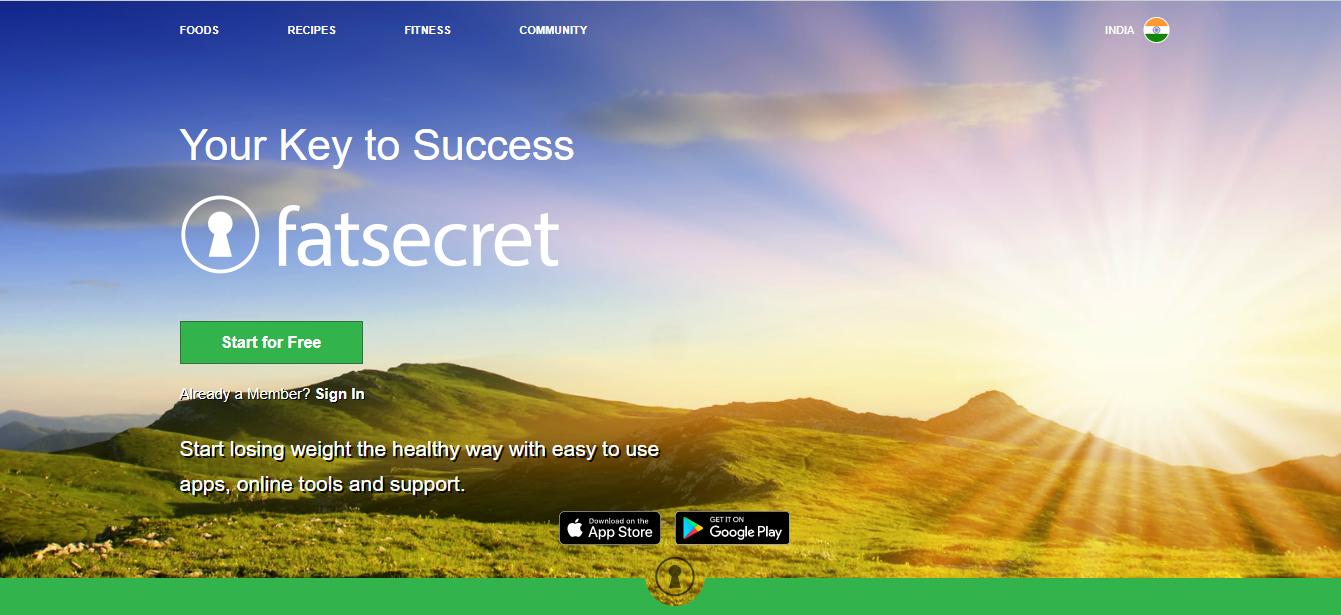 FOODS RECIPES FITNESS COMMUNITY INDIA
Your Key to Success
fatsecret
Start for Free
Already a Member? Sign In
Start losing weight the healthy way with easy to use
apps, online tools and support.
Download on the
App Store
GET IT ON
Google Play